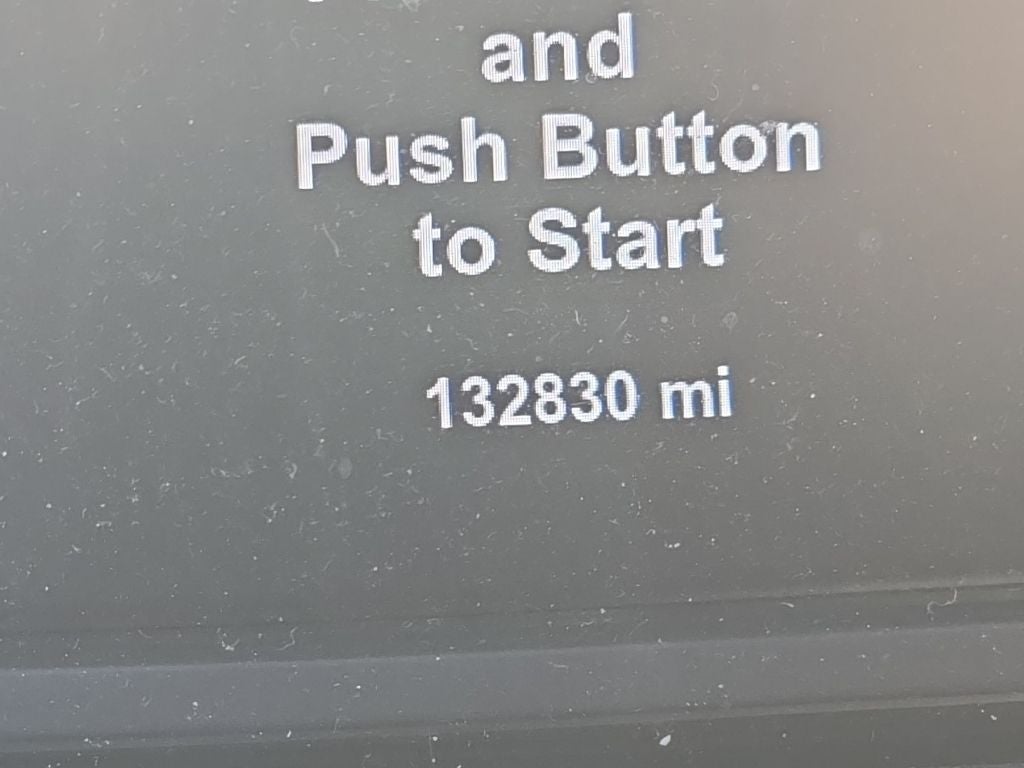 and
Push Button
to Start
132830 mi